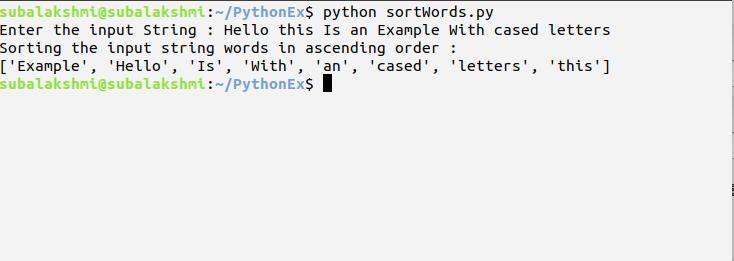 subalakshmi@subalakshmi:~/PythonEx$ python sortWords.py
Enter the input String : Hello this Is an Example With cased letters
Sorting the input string words in ascending order :
['Example', 'Hello', 'Is', 'With', 'an', 'cased', 'letters', 'this']
subalakshmi@subalakshmi:~/PythonEx$